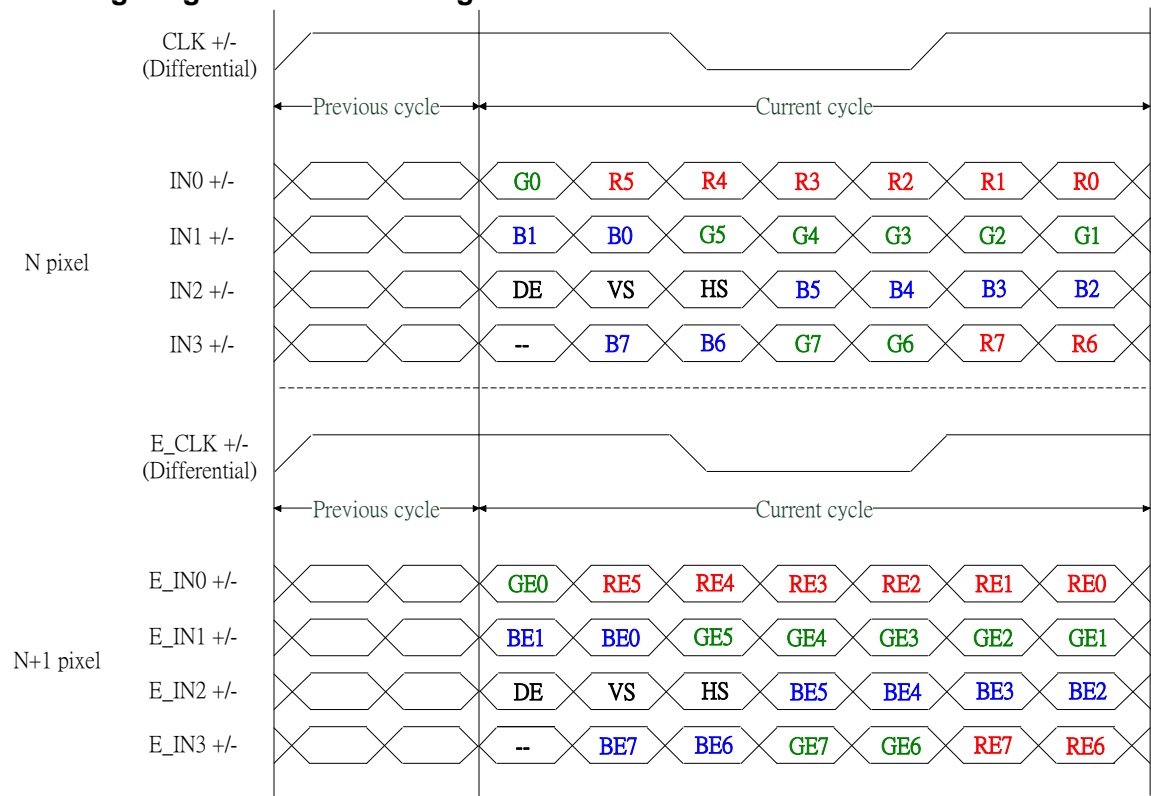 CLK +/-
(Differential)
Previous cycle
Current cycle
N pixel
IN0 +/- G0 R5 R4 R3 R2 R1 R0
IN1 +/- B1 B0 G5 G4 G3 G2 G1
IN2 +/- DE VS HS B5 B4 B3 B2
IN3 +/- -- B7 B6 G7 G6 R7 R6
E_CLK +/-
(Differential)
Previous cycle
Current cycle
N+1 pixel
E_IN0 +/- GE0 RE5 RE4 RE3 RE2 RE1 RE0
E_IN1 +/- BE1 BE0 GE5 GE4 GE3 GE2 GE1
E_IN2 +/- DE VS HS BE5 BE4 BE3 BE2
E_IN3 +/- -- BE7 BE6 GE7 GE6 RE7 RE6